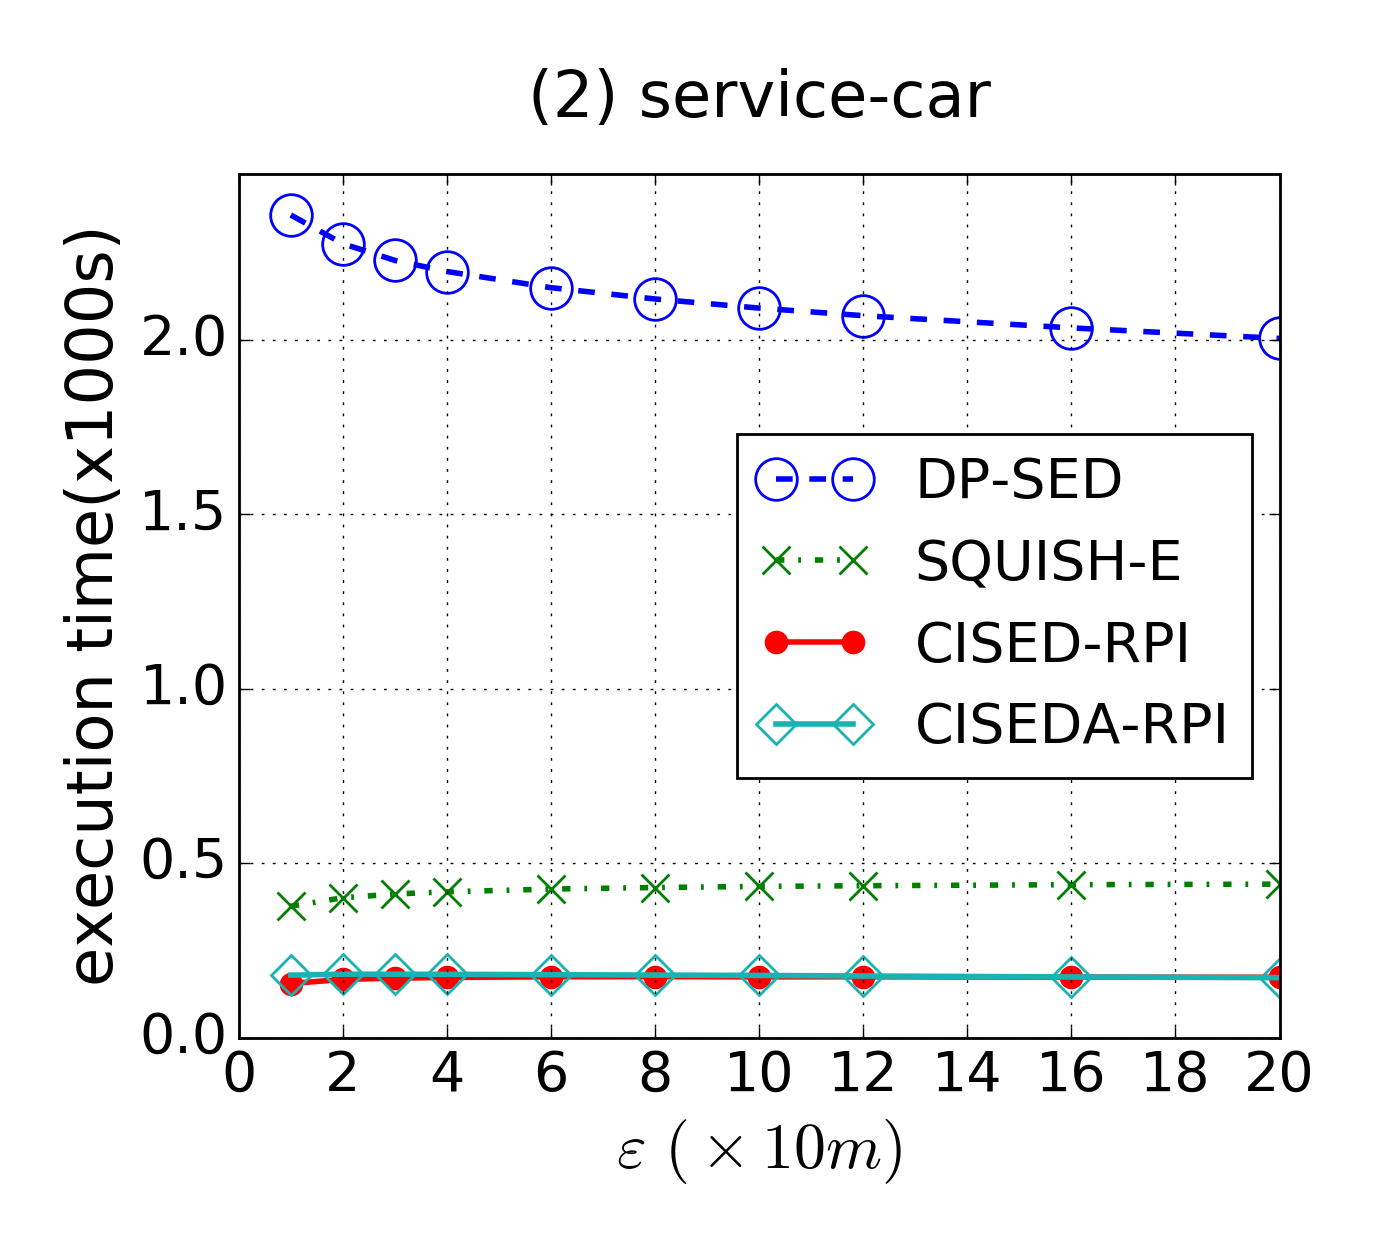 (2) service-car
execution time(x1000s)
2.0
1.5
1.0
0.5
0.0
0 2 4 6 8 10 12 14 16 18 20
ε (×10m)
DP-SED
SQUISH-E
CISED-RPI
CISEDA-RPI